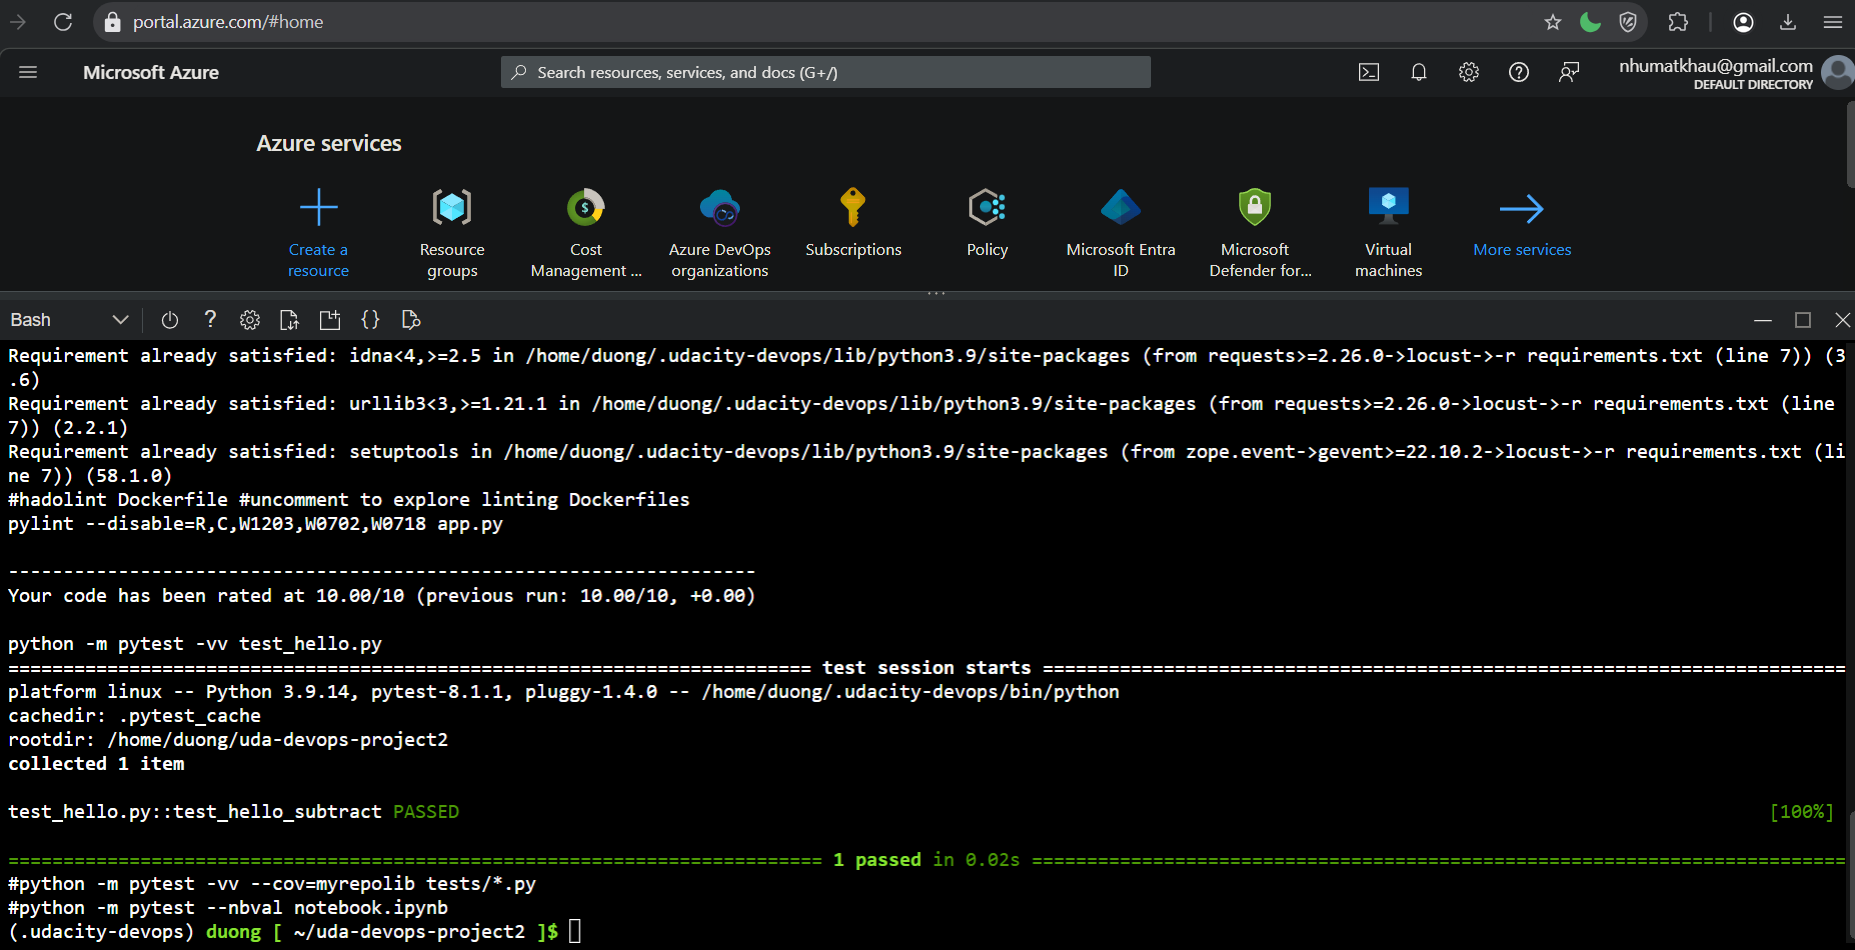 portal.azure.com/#home
Microsoft Azure
Search resources, services, and docs (G+/)
nhumatkhau@gmail.com
DEFAULT DIRECTORY
Azure services
Create a
resource
Resource
groups
Cost
Management ...
Azure DevOps
organizations
Subscriptions
Policy
Microsoft Entra
ID
Microsoft
Defender for...
Virtual
machines
More services
Bash
Requirement already satisfied: idna<4,>=2.5 in /home/duong/.udacity-devops/lib/python3.9/site-packages (from requests>=2.26.0->locust->-r requirements.txt (line 7)) (3
.6)
Requirement already satisfied: urllib3<3,>=1.21.1 in /home/duong/.udacity-devops/lib/python3.9/site-packages (from requests>=2.26.0->locust->-r requirements.txt (line
7)) (2.2.1)
Requirement already satisfied: setuptools in /home/duong/.udacity-devops/lib/python3.9/site-packages (from zope.event->gevent>=22.10.2->locust->-r requirements.txt (li
ne 7)) (58.1.0)
#hadolint Dockerfile #uncomment to explore linting Dockerfiles
pylint --disable=R,C,W1203,W0702,W0718 app.py
--------------------------------------------------------------------
Your code has been rated at 10.00/10 (previous run: 10.00/10, +0.00)
python -m pytest -vv test_hello.py
========================================================================= test session starts =========================================================================
platform linux -- Python 3.9.14, pytest-8.1.1, pluggy-1.4.0 -- /home/duong/.udacity-devops/bin/python
cachedir: .pytest_cache
rootdir: /home/duong/uda-devops-project2
collected 1 item
test_hello.py::test_hello_subtract PASSED [100%]
========================================================================== 1 passed in 0.02s ==========================================================================
#python -m pytest -vv --cov=myrepolib tests/*.py
#python -m pytest --nbval notebook.ipynb
(.udacity-devops) duong [ ~/uda-devops-project2 ]$